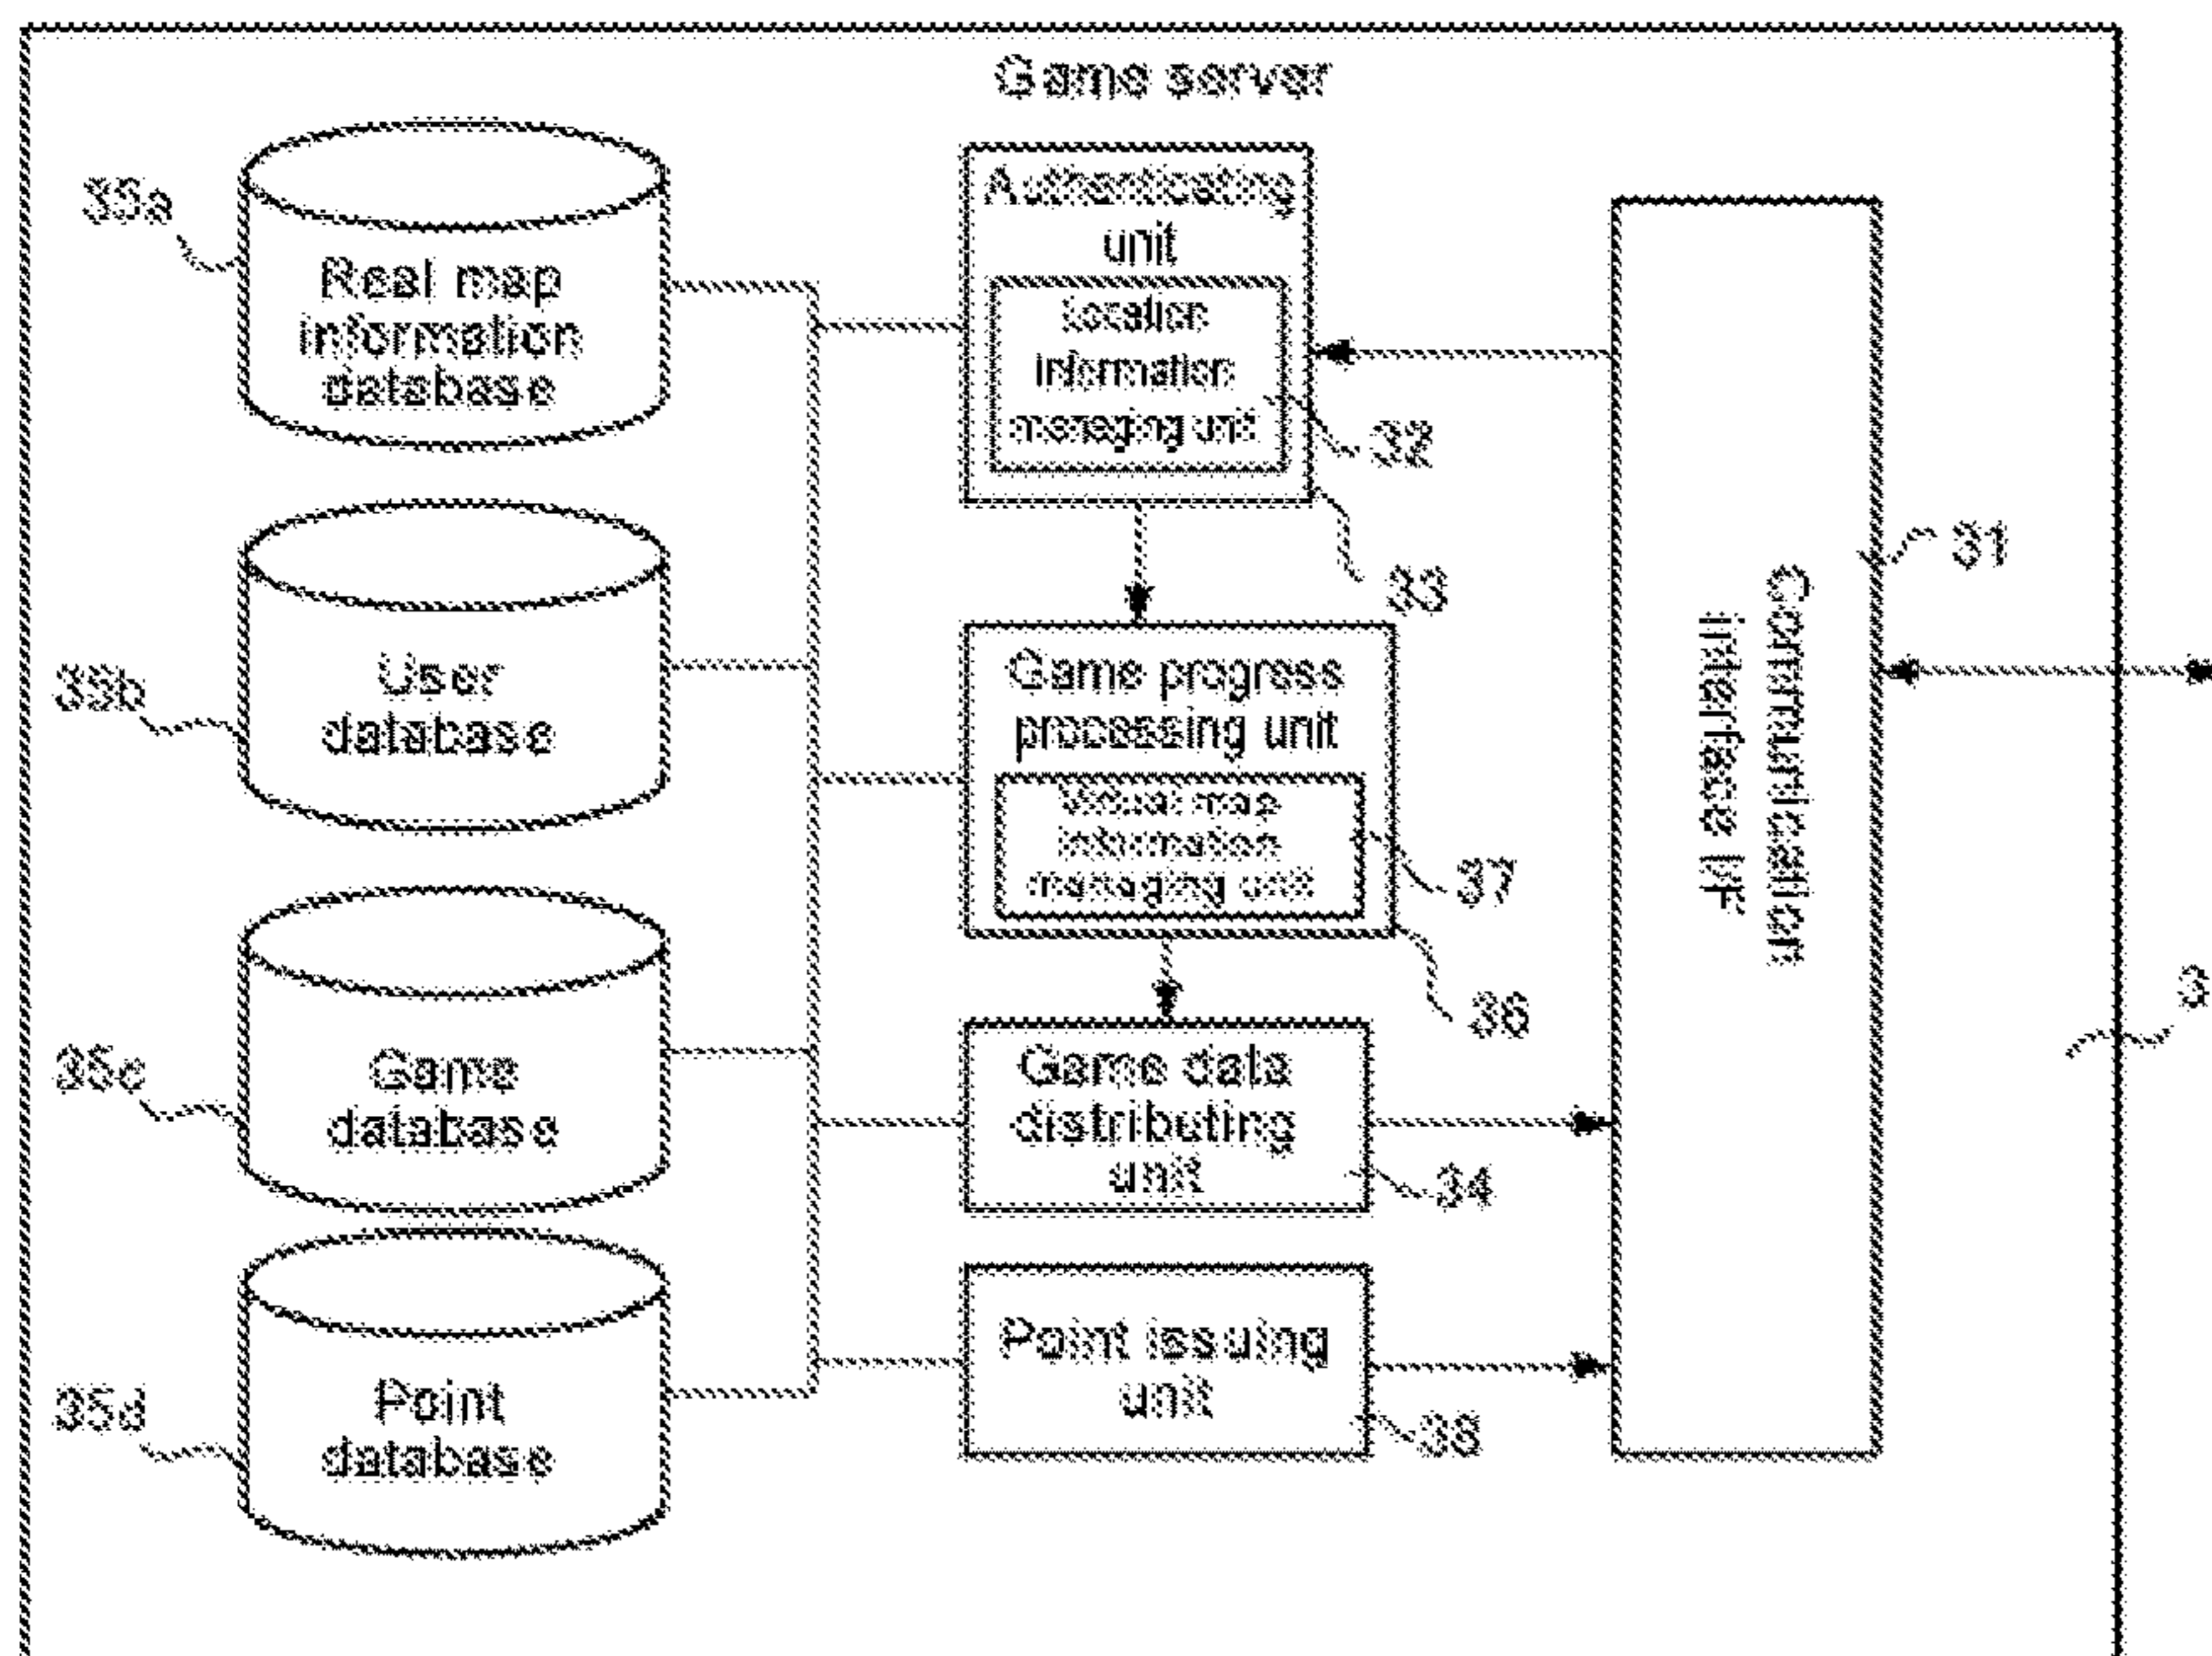 Game server
35a
Real map
information
database
Authenticating
unit
Location
information
managing unit
32
33
31
Communication
interface I/F
35b
User
database
Game progress
processing unit
Virtual map
information
managing unit
37
36
3
35c
Game
database
Game data
distributing
unit
34
35d
Point
database
Point issuing
unit
38